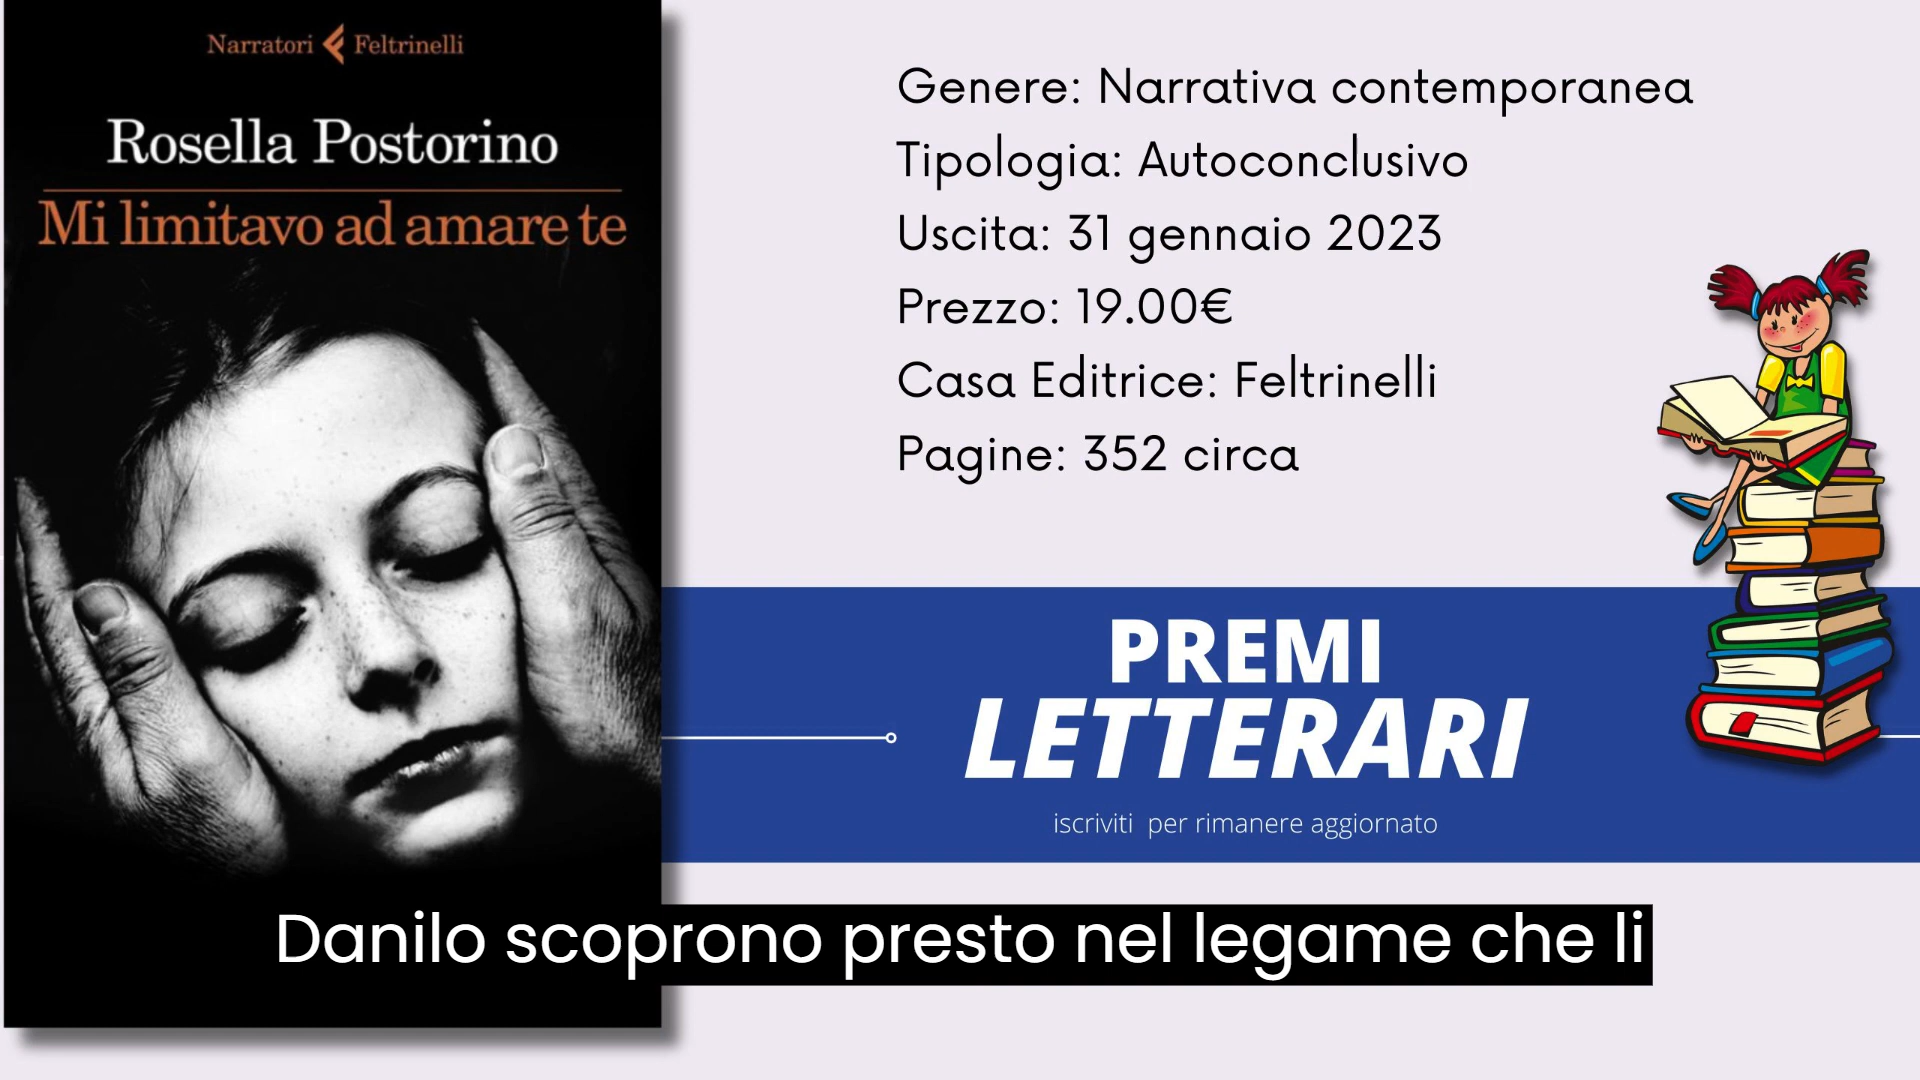 Narratori Feltrinelli
Rosella Postorino
Mi limitavo ad amare te
Genere: Narrativa contemporanea
Tipologia: Autoconclusivo
Uscita: 31 gennaio 2023
Prezzo: 19.00€
Casa Editrice: Feltrinelli
Pagine: 352 circa
PREMI
LETTERARI
iscriviti per rimanere aggiornato
Danilo scoprono presto nel legame che li